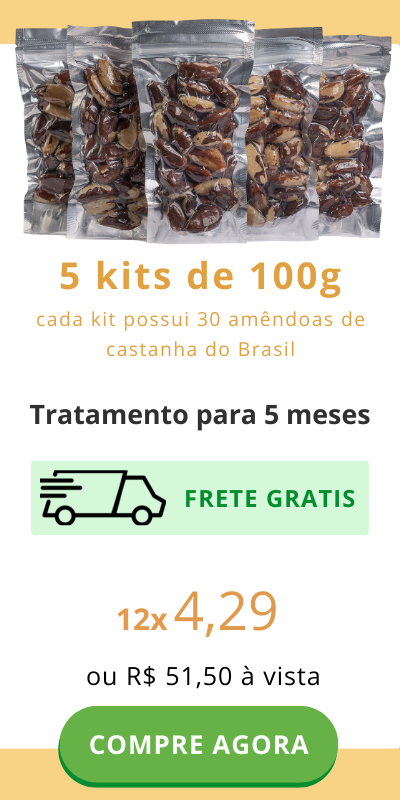 5 kits de 100g
cada kit possui 30 amêndoas de
castanha do Brasil
Tratamento para 5 meses
FRETE GRATIS
12x 4,29
ou R$ 51,50 à vista
COMPRE AGORA